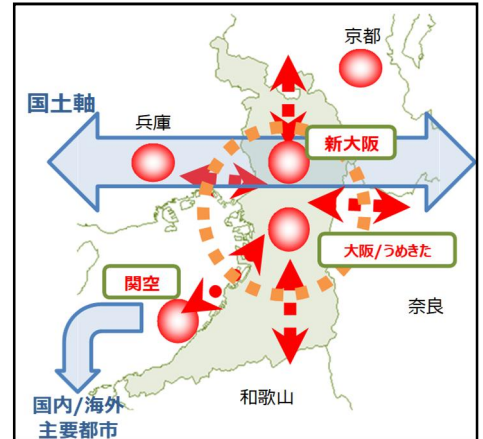 京都
国土軸
兵庫
新大阪
大阪/うめきた
関空
奈良
和歌山
国内/海外
主要都市